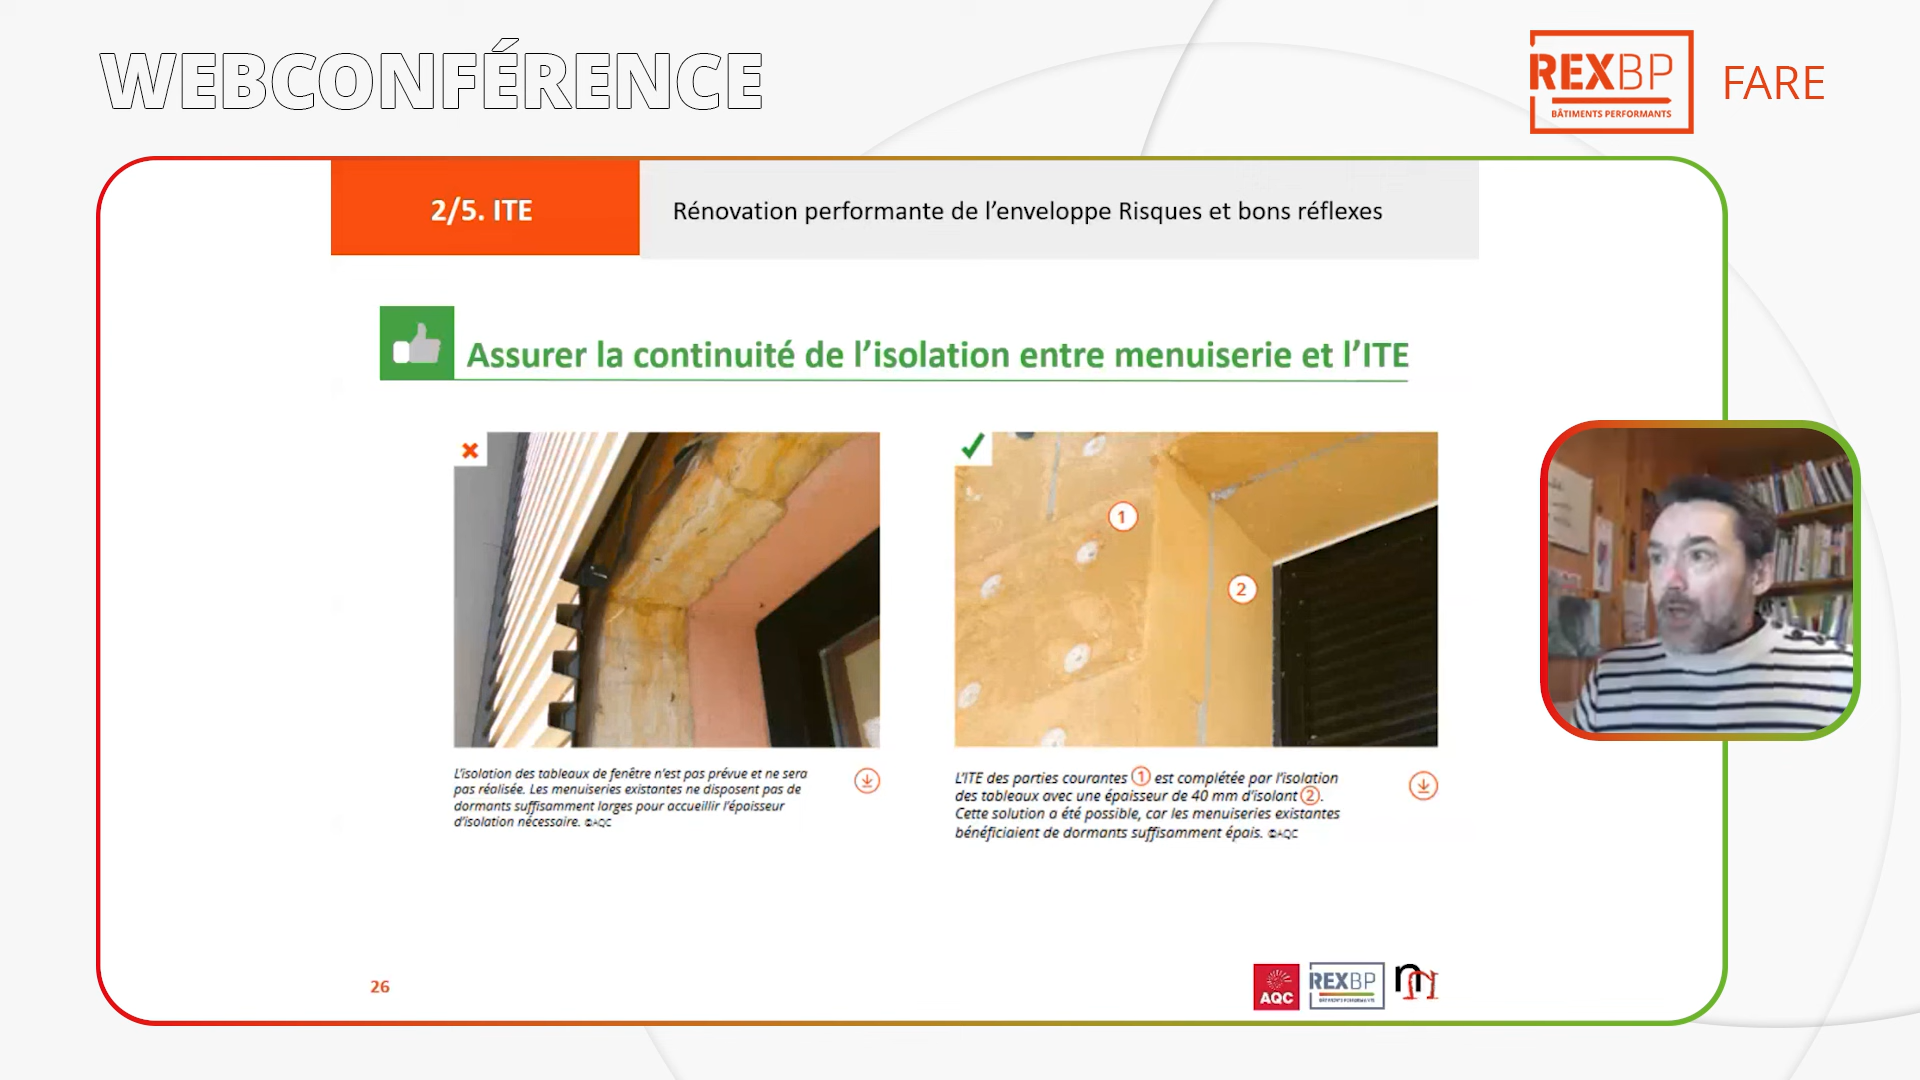 WEBCONFÉRENCE
REXBP
BÂTIMENTS PERFORMANTS
FARE
2/5. ITE
Rénovation performante de l’enveloppe Risques et bons réflexes
Assurer la continuité de l’isolation entre menuiserie et l’ITE
1
2
L'isolation des tableaux de fenêtre n'est pas prévue et ne sera
pas réalisée. Les menuiseries existantes ne disposent pas de
dormants suffisamment larges pour accueillir l'épaisseur
d'isolation nécessaire. ©AQC
L'ITE des parties courantes 1 est complétée par l'isolation
des tableaux avec une épaisseur de 40 mm d'isolant 2.
Cette solution a été possible, car les menuiseries existantes
bénéficiaient de dormants suffisamment épais. ©AQC
26
AQC
REXBP
BÂTIMENTS PERFORMANTS